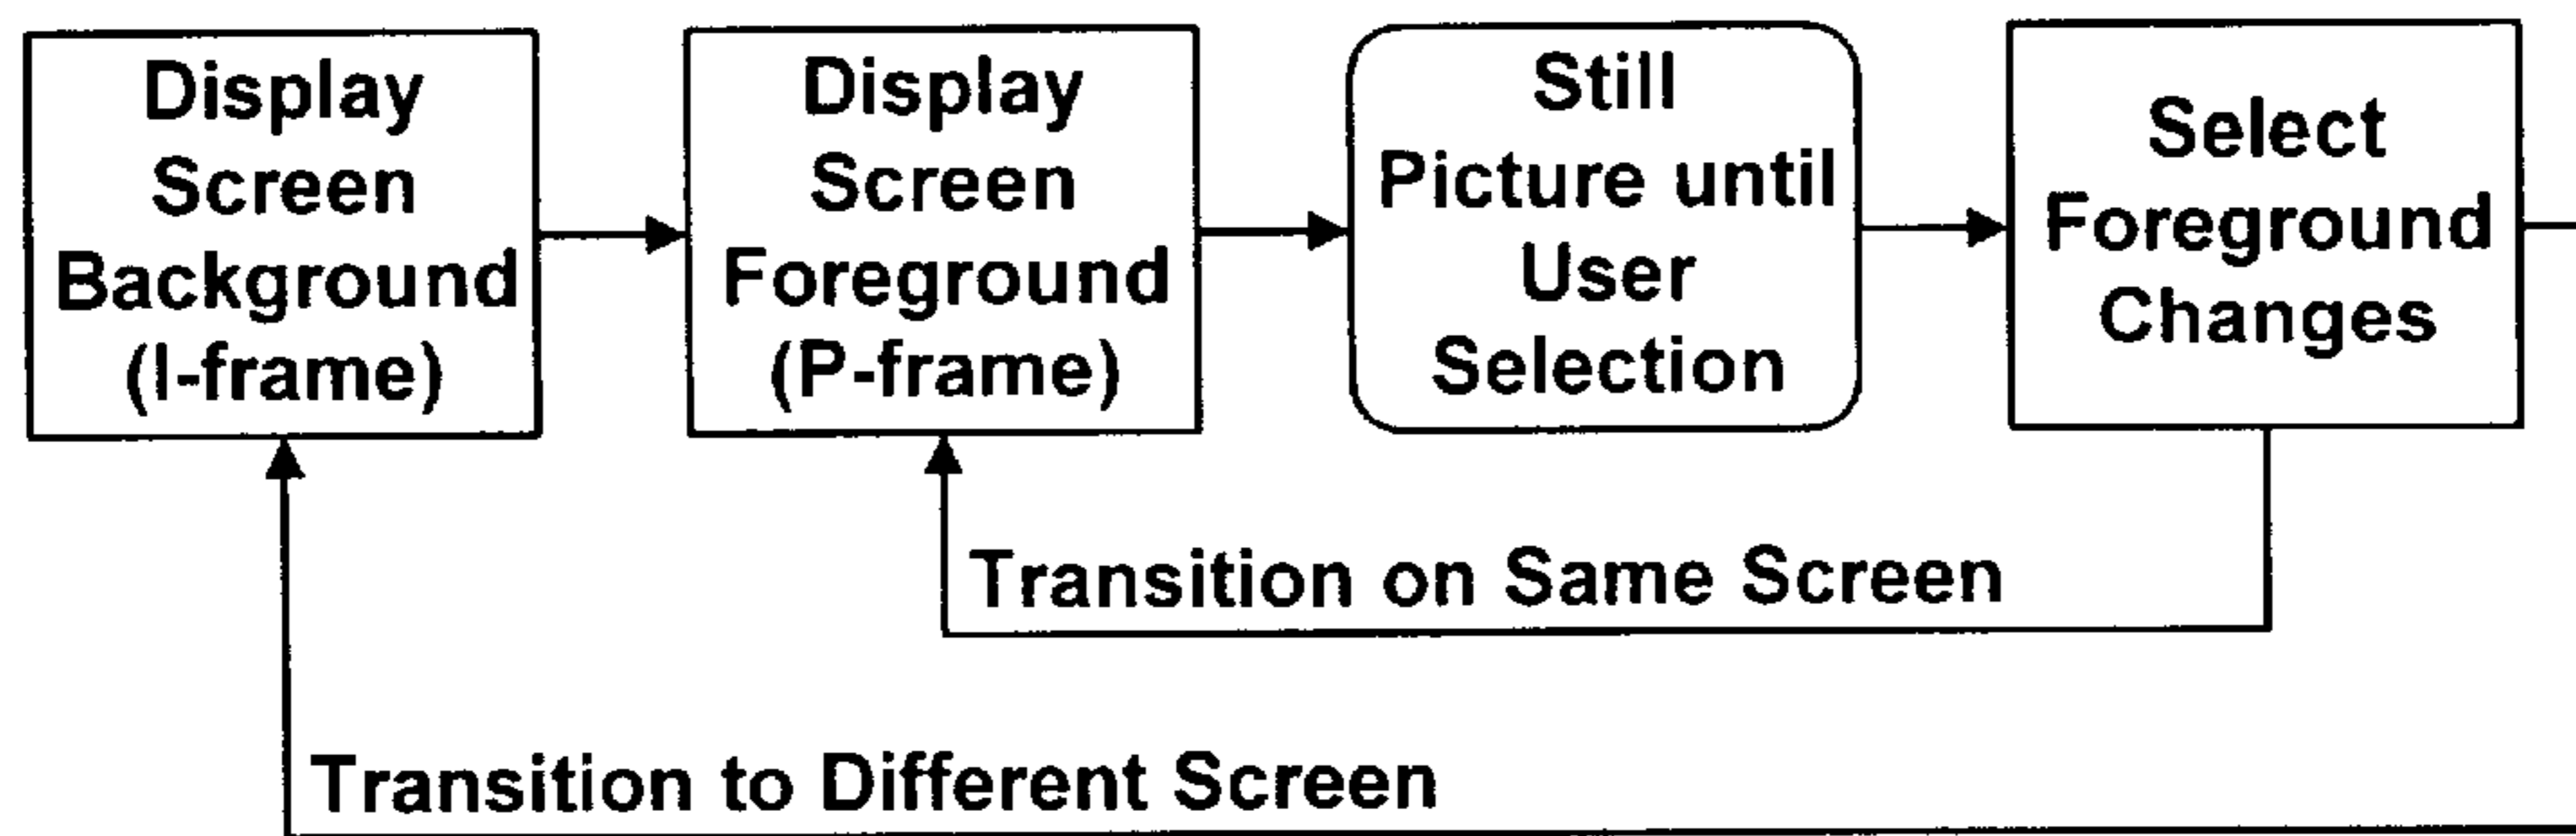 Display
Screen
Background
(I-frame)
Display
Screen
Foreground
(P-frame)
Still
Picture until
User
Selection
Select
Foreground
Changes
Transition on Same Screen
Transition to Different Screen